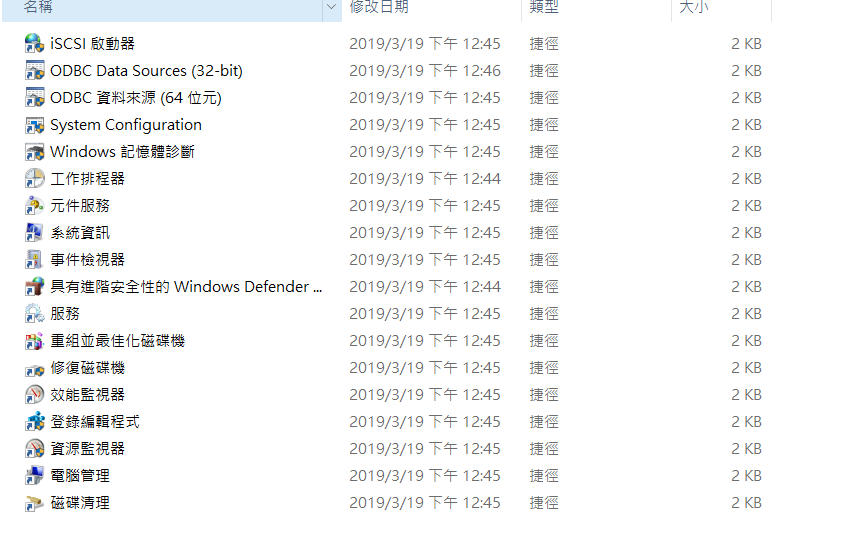 名稱 修改日期 類型 大小
iSCSI 啟動器 2019/3/19 下午 12:45 捷徑 2 KB
ODBC Data Sources (32-bit) 2019/3/19 下午 12:46 捷徑 2 KB
ODBC 資料來源 (64 位元) 2019/3/19 下午 12:45 捷徑 2 KB
System Configuration 2019/3/19 下午 12:45 捷徑 2 KB
Windows 記憶體診斷 2019/3/19 下午 12:45 捷徑 2 KB
工作排程器 2019/3/19 下午 12:44 捷徑 2 KB
元件服務 2019/3/19 下午 12:45 捷徑 2 KB
系統資訊 2019/3/19 下午 12:45 捷徑 2 KB
事件檢視器 2019/3/19 下午 12:45 捷徑 2 KB
具有進階安全性的 Windows Defender ... 2019/3/19 下午 12:44 捷徑 2 KB
服務 2019/3/19 下午 12:45 捷徑 2 KB
重組並最佳化磁碟機 2019/3/19 下午 12:45 捷徑 2 KB
修復磁碟機 2019/3/19 下午 12:45 捷徑 2 KB
效能監視器 2019/3/19 下午 12:45 捷徑 2 KB
登錄編輯程式 2019/3/19 下午 12:45 捷徑 2 KB
資源監視器 2019/3/19 下午 12:45 捷徑 2 KB
電腦管理 2019/3/19 下午 12:45 捷徑 2 KB
磁碟清理 2019/3/19 下午 12:45 捷徑 2 KB